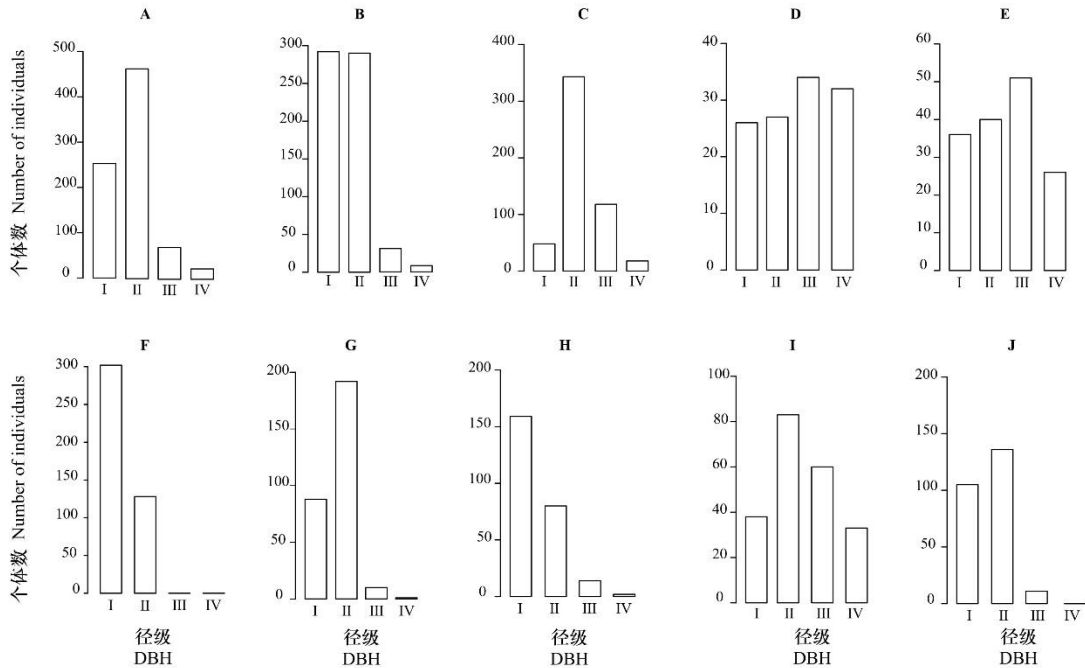 A
B
C
D
E
个体数 Number of individuals
500
400
300
200
100
0
I II III IV
300
250
200
150
100
50
0
I II III IV
400
300
200
100
0
I II III IV
40
30
20
10
0
I II III IV
60
50
40
30
20
10
0
I II III IV
F
G
H
I
J
个体数 Number of individuals
300
250
200
150
100
50
0
I II III IV
径级
DBH
200
150
100
50
0
I II III IV
径级
DBH
200
150
100
50
0
I II III IV
径级
DBH
100
80
60
40
20
0
I II III IV
径级
DBH
200
150
100
50
0
I II III IV
径级
DBH